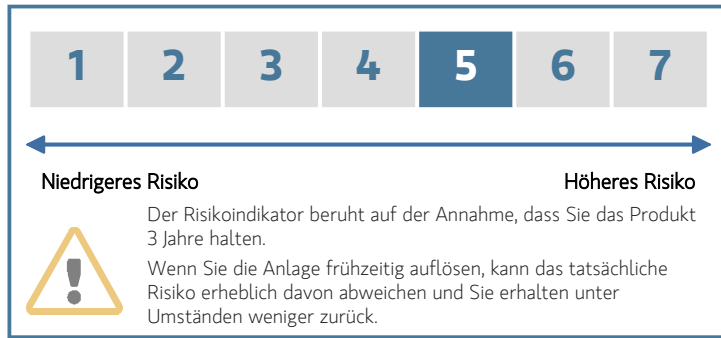 1 2 3 4 5 6 7
Niedrigeres Risiko Höheres Risiko
Der Risikoindikator beruht auf der Annahme, dass Sie das Produkt
3 Jahre halten.
Wenn Sie die Anlage frühzeitig auflösen, kann das tatsächliche
Risiko erheblich davon abweichen und Sie erhalten unter
Umständen weniger zurück.